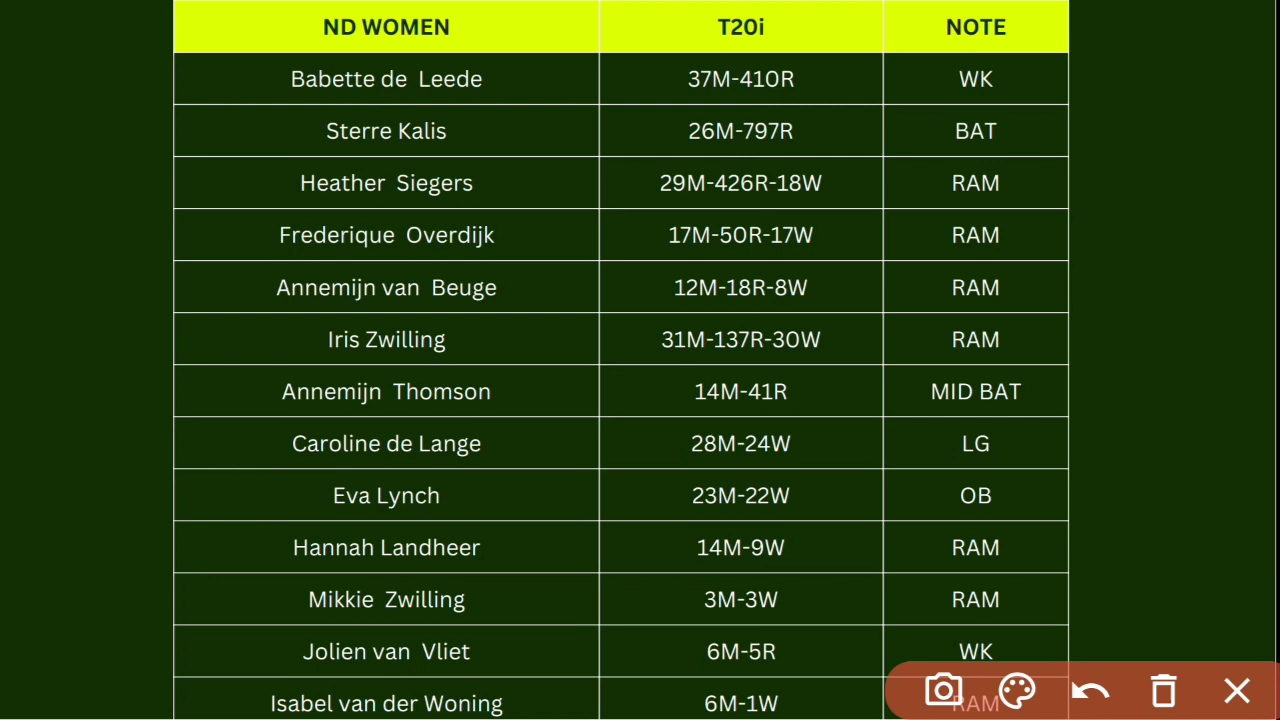 ND WOMEN T20i NOTE
Babette de Leede 37M-410R WK
Sterre Kalis 26M-797R BAT
Heather Siegers 29M-426R-18W RAM
Frederique Overdijk 17M-50R-17W RAM
Annemijn van Beuge 12M-18R-8W RAM
Iris Zwilling 31M-137R-30W RAM
Annemijn Thomson 14M-41R MID BAT
Caroline de Lange 28M-24W LG
Eva Lynch 23M-22W OB
Hannah Landheer 14M-9W RAM
Mikkie Zwilling 3M-3W RAM
Jolien van Vliet 6M-5R WK
Isabel van der Woning 6M-1W RAM